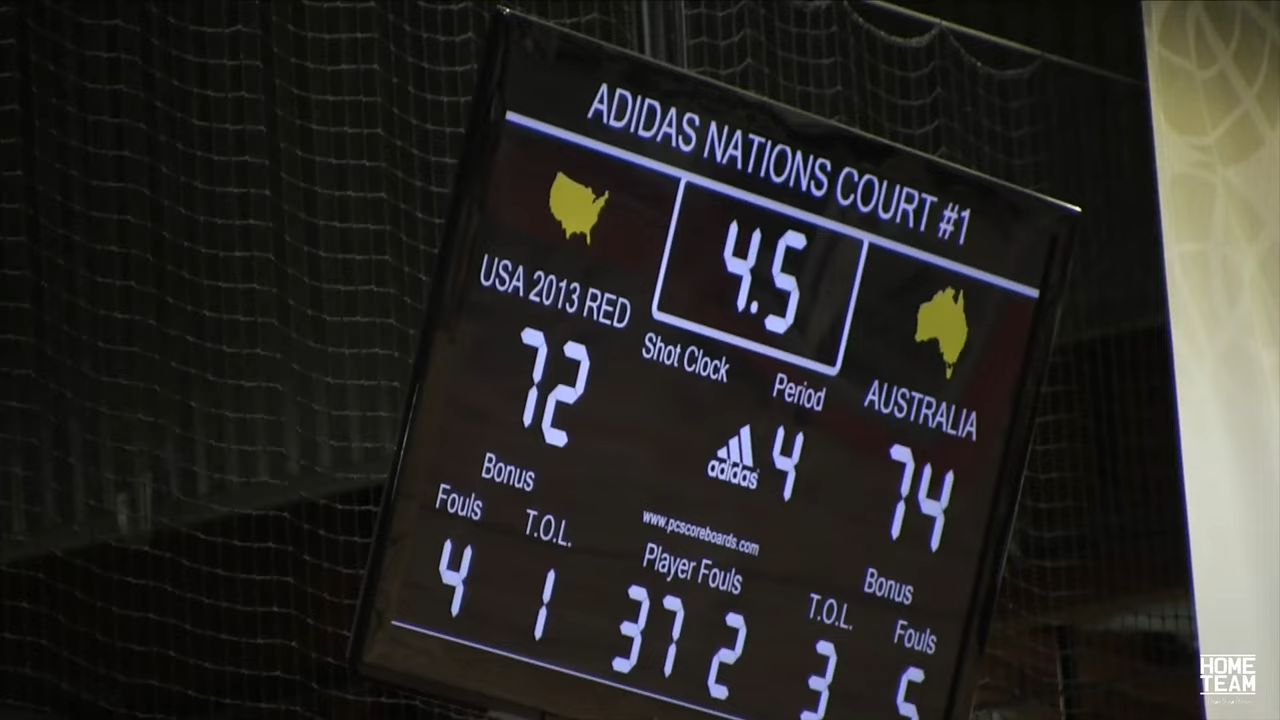 ADIDAS NATIONS COURT #1
4.5
USA 2013 RED
72
Shot Clock
Period
adidas
4
AUSTRALIA
74
Bonus
Fouls
T.O.L.
4
1
www.pcscoreboards.com
Player Fouls
37 2
Bonus
T.O.L.
Fouls
3
5
HOME
TEAM